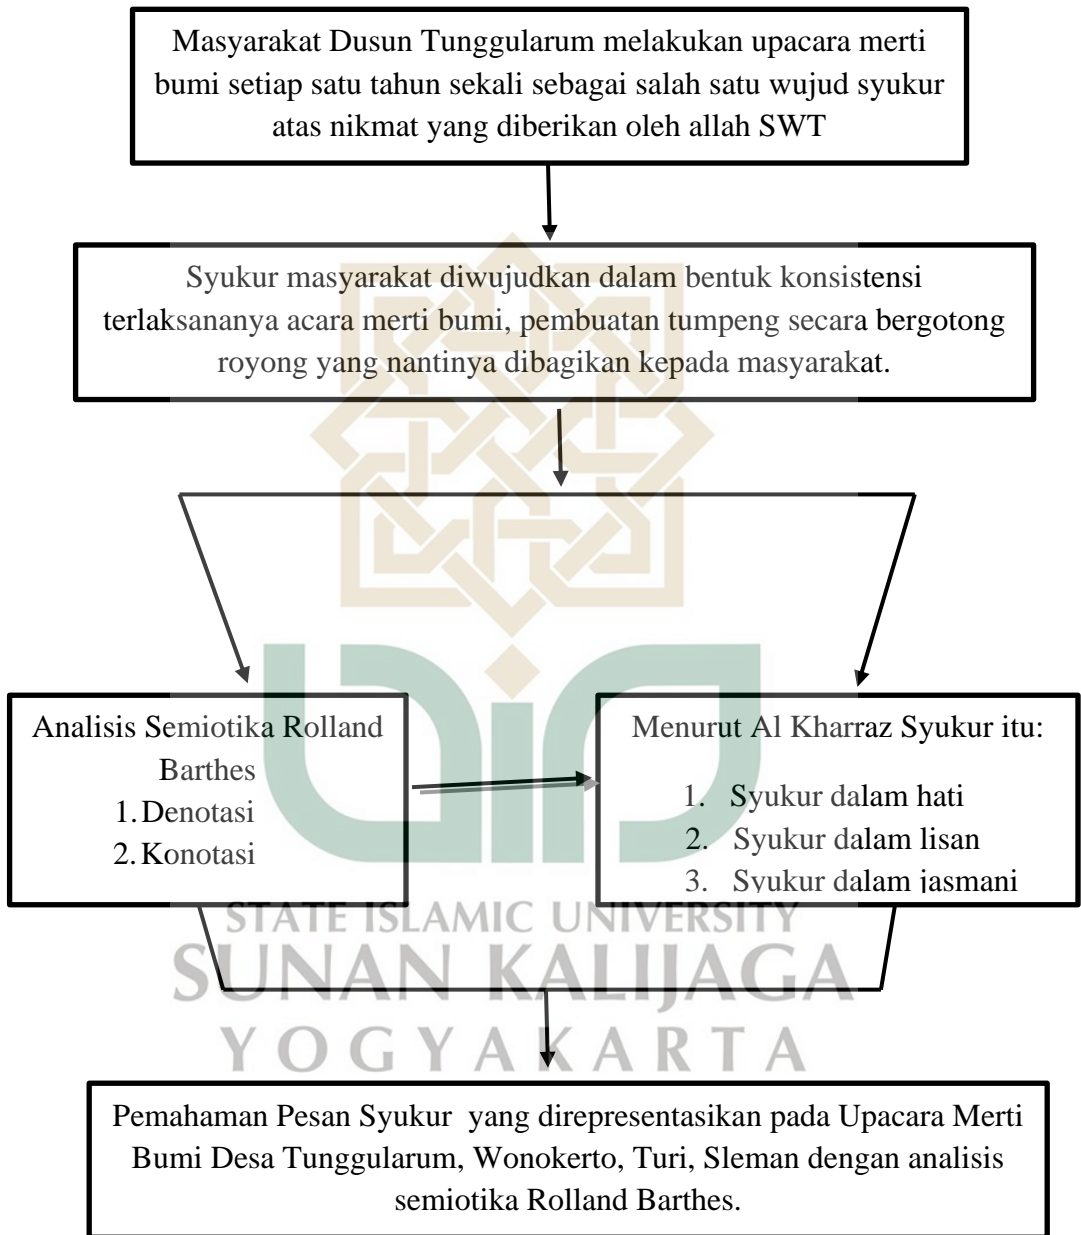 Masyarakat Dusun Tunggularum melakukan upacara merti
bumi setiap satu tahun sekali sebagai salah satu wujud syukur
atas nikmat yang diberikan oleh allah SWT
Syukur masyarakat diwujudkan dalam bentuk konsistensi
terlaksananya acara merti bumi, pembuatan tumpeng secara bergotong
royong yang nantinya dibagikan kepada masyarakat.
Analisis Semiotika Rolland
Barthes
1. Denotasi
2. Konotasi
Menurut Al Kharraz Syukur itu:
1. Syukur dalam hati
2. Syukur dalam lisan
3. Syukur dalam jasmani
STATE ISLAMIC UNIVERSITY
SUNAN KALIJAGA
YOGYAKARTA
Pemahaman Pesan Syukur yang direpresentasikan pada Upacara Merti
Bumi Desa Tunggularum, Wonokerto, Turi, Sleman dengan analisis
semiotika Rolland Barthes.